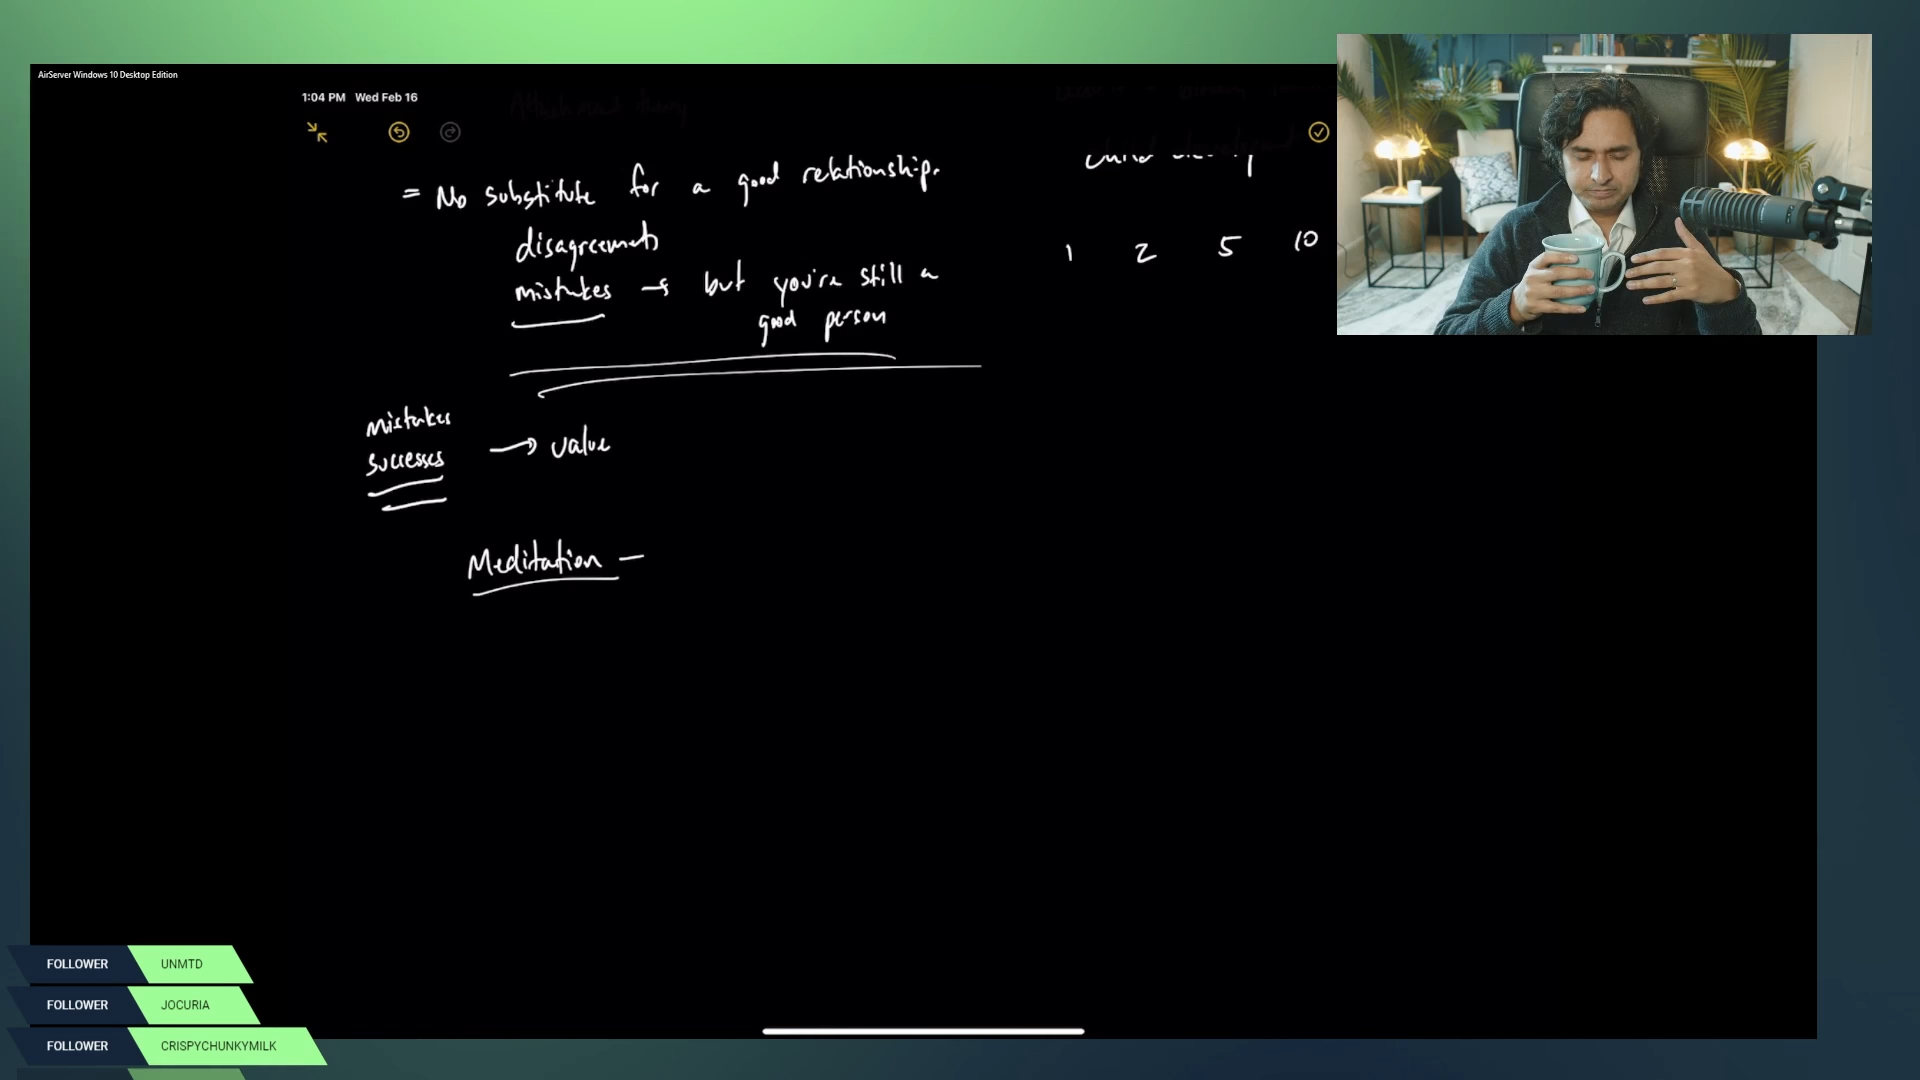 AirServer Windows 10 Desktop Edition
1:04 PM Wed Feb 16
Attachment theory
= No substitute for a good relationship.
disagreements
mistakes → but you're still a
good person
1 2 5 10
mistakes
successes → value
Meditation —
FOLLOWER UNMTD
FOLLOWER JOCURIA
FOLLOWER CRISPYCHUNKYMILK